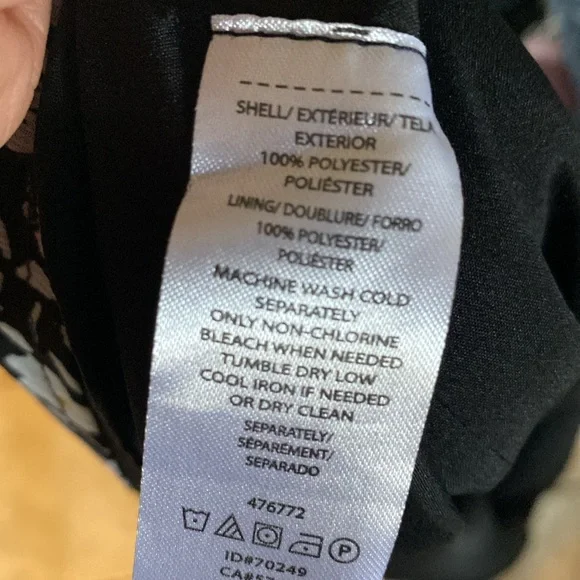 SHELL/ EXTÉRIEUR/ TELA
EXTERIOR
100% POLYESTER/
POLIÉSTER
LINING/ DOUBLURE/ FORRO
100% POLYESTER/
POLIÉSTER
MACHINE WASH COLD
SEPARATELY
ONLY NON-CHLORINE
BLEACH WHEN NEEDED
TUMBLE DRY LOW
COOL IRON IF NEEDED
OR DRY CLEAN
SEPARATELY/
SÉPARÉMENT/
SEPARADO
476772
P
ID#70249